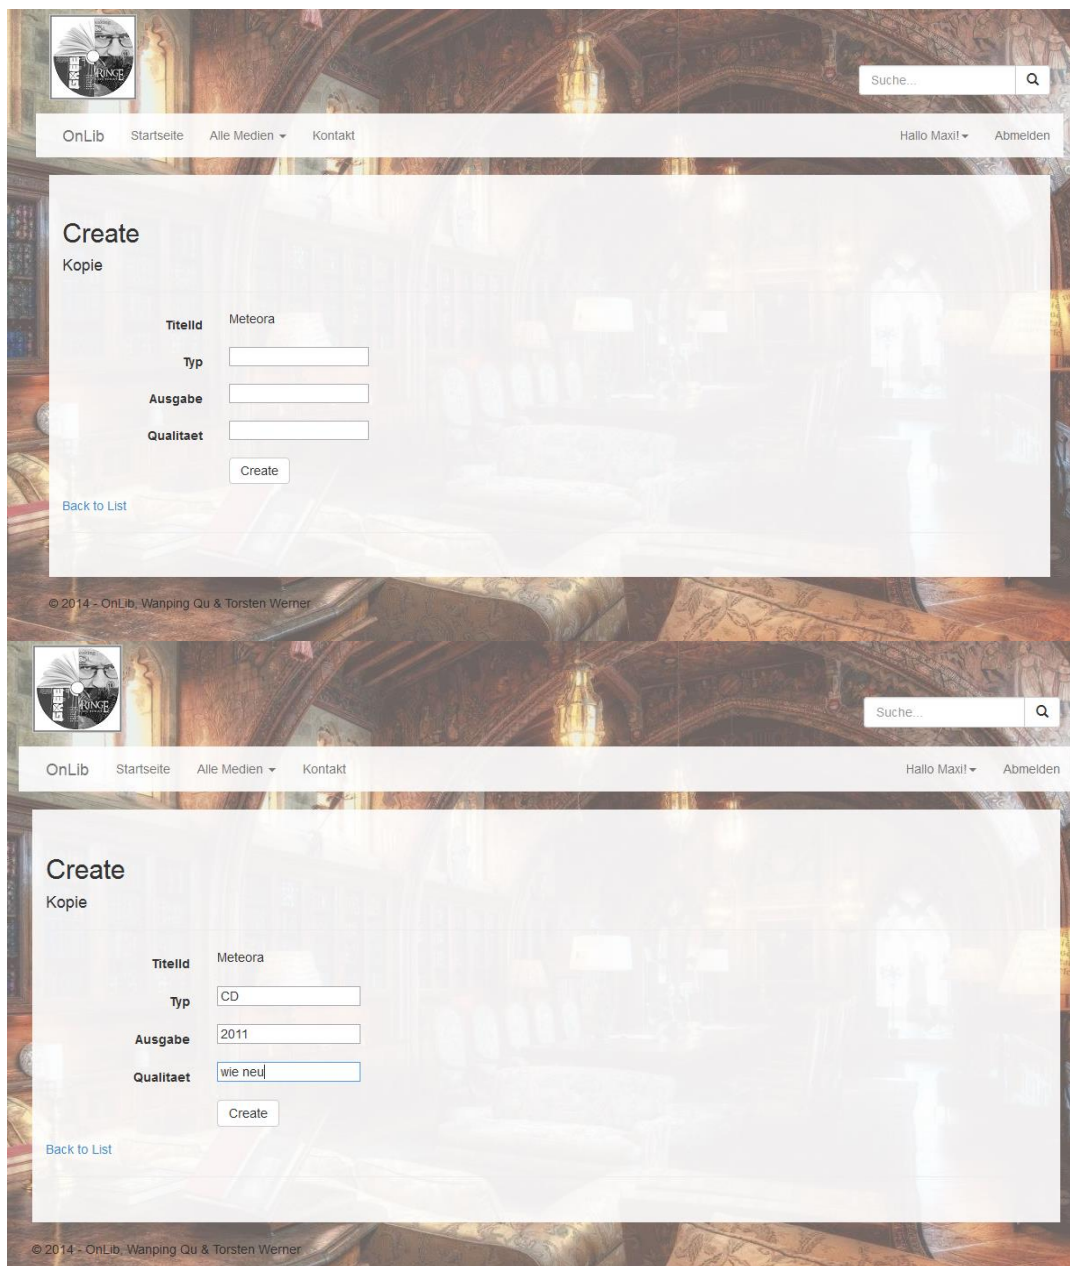 GREE
RINGE
Suche...
OnLib Startseite Alle Medien Kontakt Hallo Maxi! Abmelden
Create
Kopie
TitelId Meteora
Typ
Ausgabe
Qualitaet
Create
Back to List
© 2014 - OnLib, Wanping Qu & Torsten Werner
GREE
RINGE
Suche...
OnLib Startseite Alle Medien Kontakt Hallo Maxi! Abmelden
Create
Kopie
TitelId Meteora
Typ CD
Ausgabe 2011
Qualitaet wie neu
Create
Back to List
© 2014 - OnLib, Wanping Qu & Torsten Werner